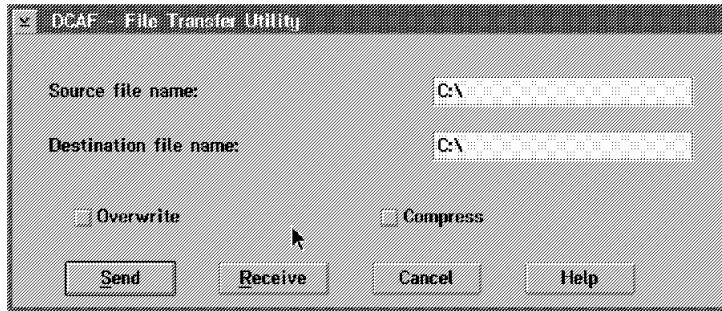 DCAF - File Transfer Utility
Source file name: C:\
Destination file name: C:\
Overwrite Compress
Send Receive Cancel Help